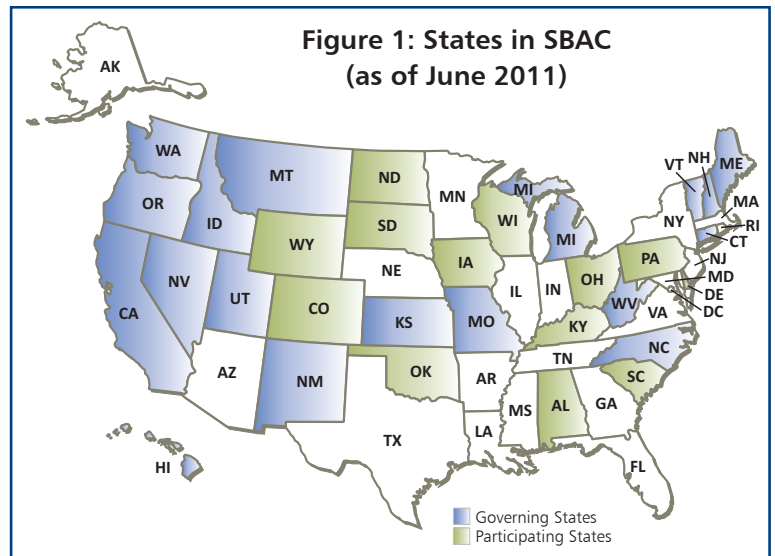 Figure 1: States in SBAC
(as of June 2011)
AK
WA
MT
ND
MN
MI
VT
NH
ME
OR
ID
WY
SD
WI
MI
NY
MA
RI
CT
NV
UT
CO
NE
IA
IL
IN
OH
PA
NJ
MD
DE
DC
CA
KS
MO
KY
WV
VA
AZ
NM
OK
AR
TN
NC
SC
HI
TX
LA
MS
AL
GA
FL
Governing States
Participating States